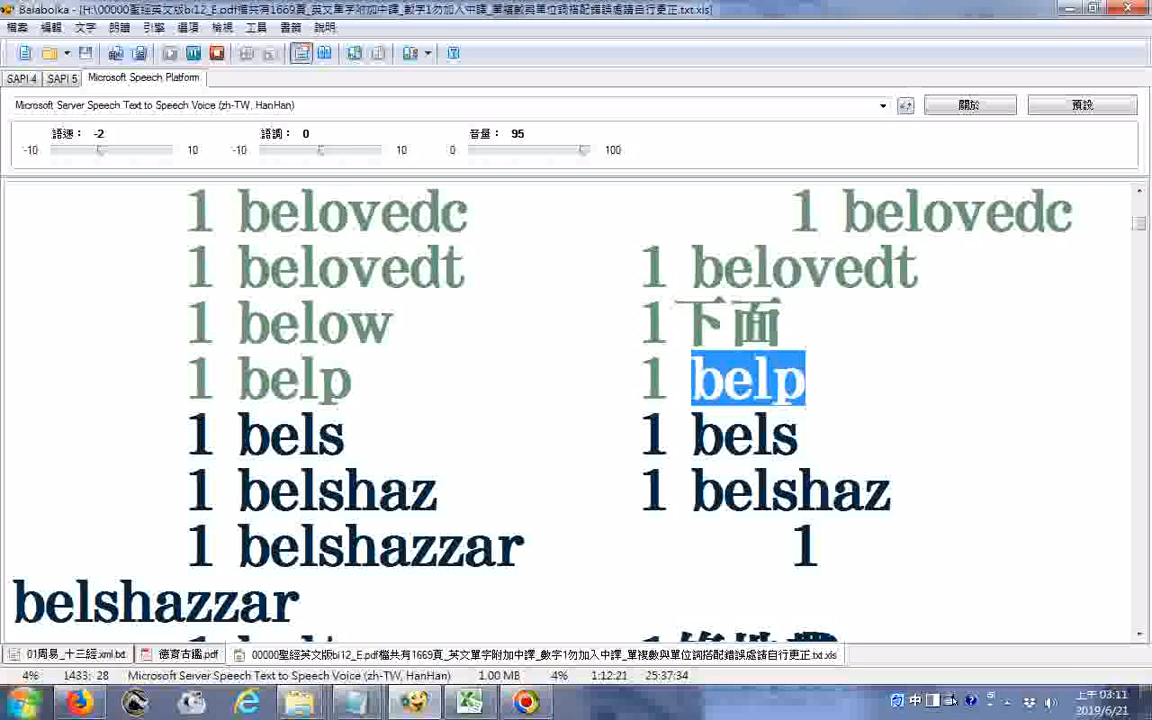 Balabolka - [H:\00000聖經英文版bi12_E.pdf檔共有1669頁_英文單字附加中譯_數字1勿加入中譯_單複數與單位詞搭配錯誤處請自行更正.txt.xls]
檔案 編輯 文字 朗讀 引擎 選項 檢視 工具 書籤 說明
SAPI 4 SAPI 5 Microsoft Speech Platform
Microsoft Server Speech Text to Speech Voice (zh-TW, HanHan) 關於 預設
語速: -2 語調: 0 音量: 95
-10 10 -10 10 0 100
1 belovedc 1 belovedc
1 belovedt 1 belovedt
1 below 1下面
1 belp 1 belp
1 bels 1 bels
1 belshaz 1 belshaz
1 belshazzar 1
belshazzar
01周易_十三經.xml.txt 德育古鑑.pdf 00000聖經英文版bi12_E.pdf檔共有1669頁_英文單字附加中譯_數字1勿加入中譯_單複數與單位詞搭配錯誤處請自行更正.txt.xls
4% 1433: 28 Microsoft Server Speech Text to Speech Voice (zh-TW, HanHan) 1.00 MB 4% 1:12:21 25:37:34
中 上午 03:11
2019/6/21